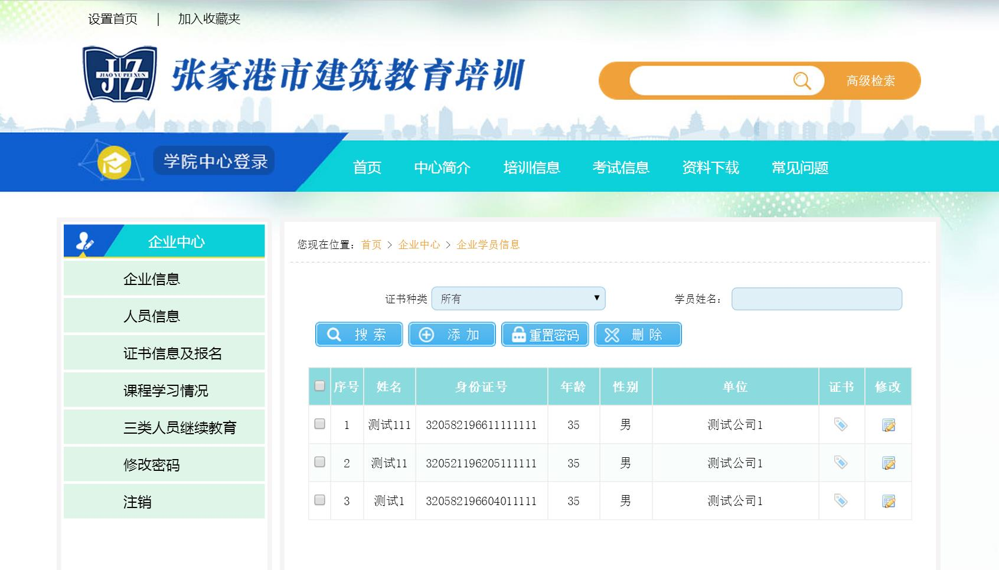 设置首页 | 加入收藏夹
JZ
JIAO YU PEI XUN
张家港市建筑教育培训
高级检索
学院中心登录 首页 中心简介 培训信息 考试信息 资料下载 常见问题
企业中心
企业信息
人员信息
证书信息及报名
课程学习情况
三类人员继续教育
修改密码
注销
您现在位置：首页 > 企业中心 > 企业学员信息
证书种类 所有 学员姓名：
搜 索 添 加 重置密码 删 除
序号 姓名 身份证号 年龄 性别 单位 证书 修改
1 测试111 320582196611111111 35 男 测试公司1
2 测试11 320521196205111111 35 男 测试公司1
3 测试1 320582196604011111 35 男 测试公司1